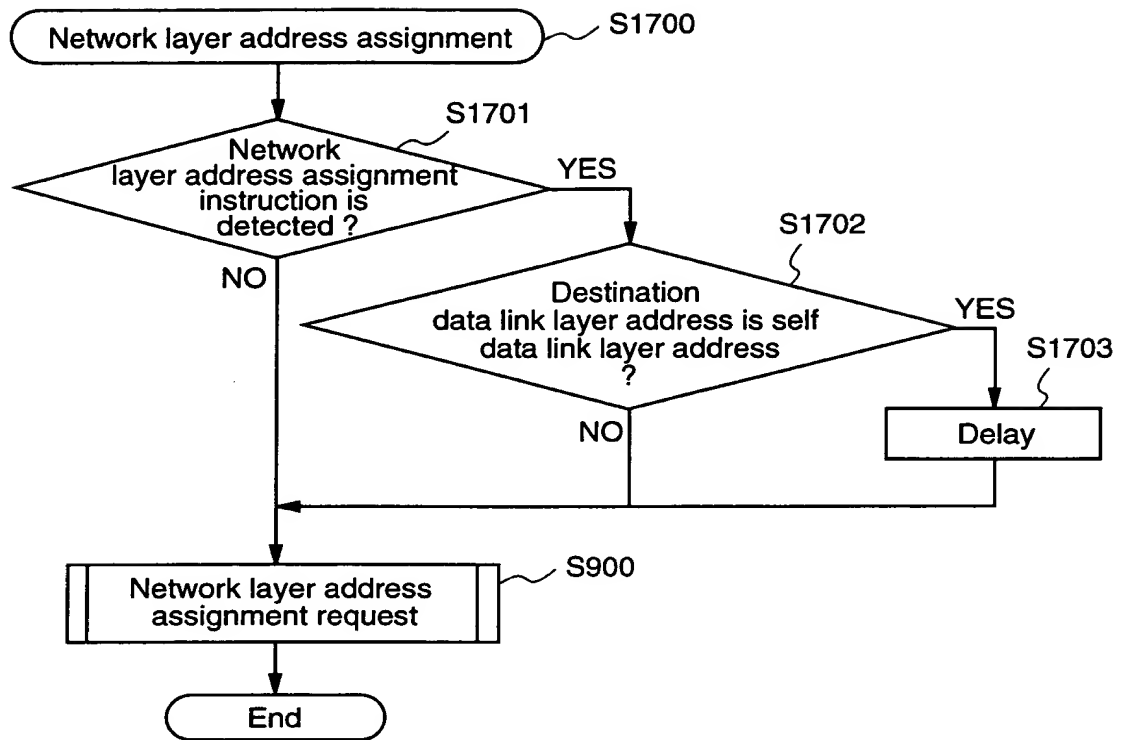 Network layer address assignment
S1700
S1701
Network
layer address assignment
instruction is
detected ?
YES
NO
S1702
Destination
data link layer address is self
data link layer address
?
YES
NO
S1703
Delay
S900
Network layer address
assignment request
End